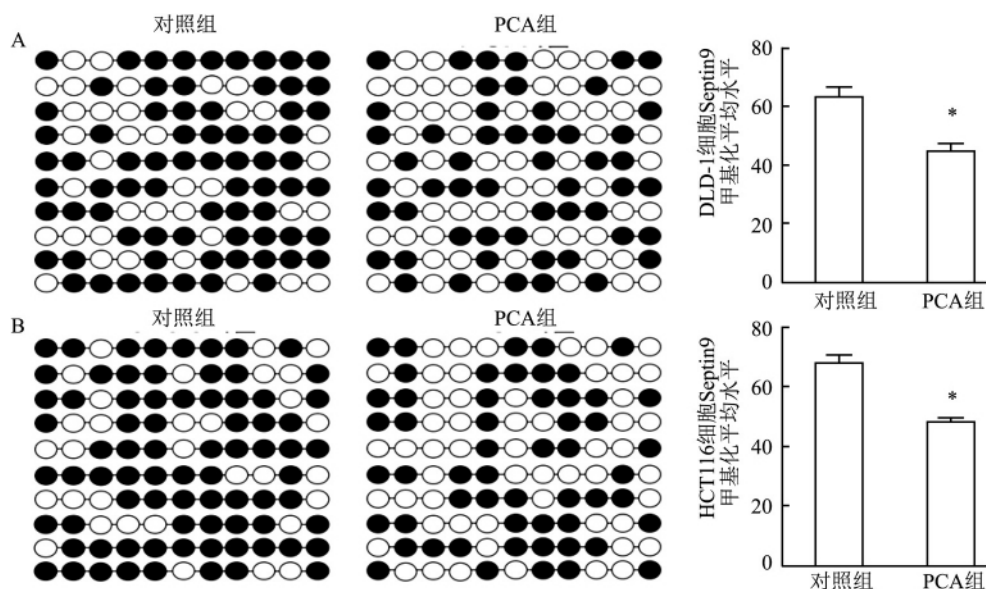 A
对照组
PCA组
DLD-1细胞Septin9
甲基化平均水平
80
60
40
20
0
*
对照组
PCA组
B
对照组
PCA组
HCT116细胞Septin9
甲基化平均水平
80
60
40
20
0
*
对照组
PCA组